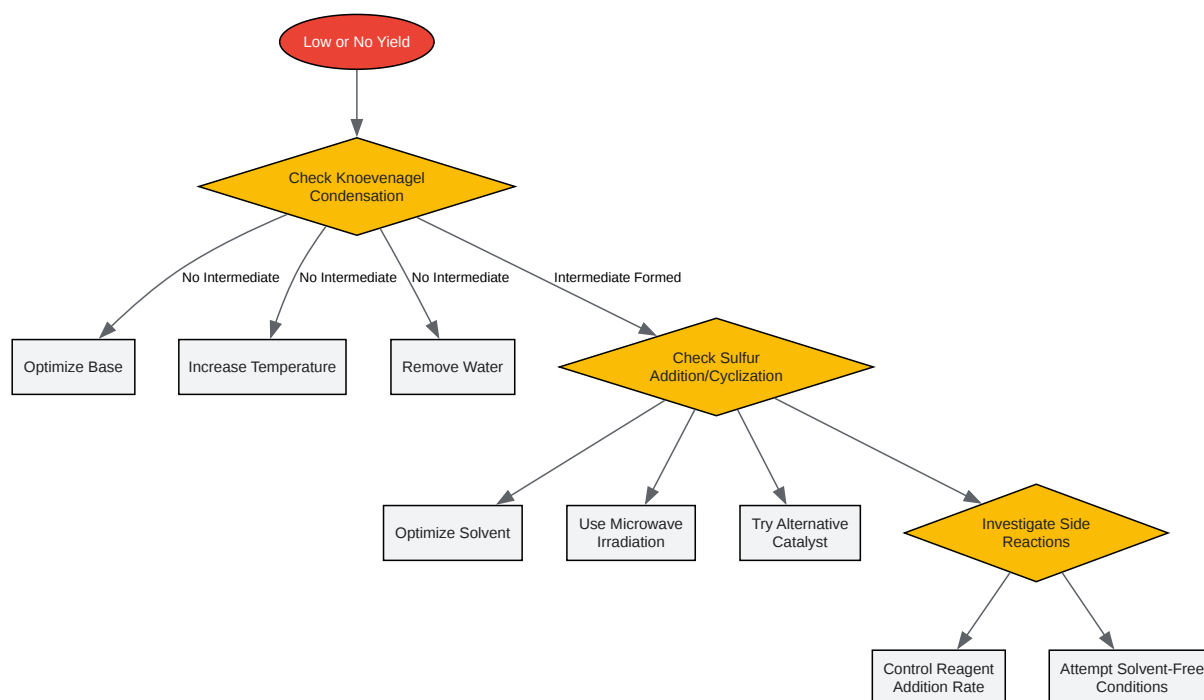 Low or No Yield
Check Knoevenagel
Condensation
No Intermediate
No Intermediate
No Intermediate
Intermediate Formed
Optimize Base
Increase Temperature
Remove Water
Check Sulfur
Addition/Cyclization
Optimize Solvent
Use Microwave
Irradiation
Try Alternative
Catalyst
Investigate Side
Reactions
Control Reagent
Addition Rate
Attempt Solvent-Free
Conditions